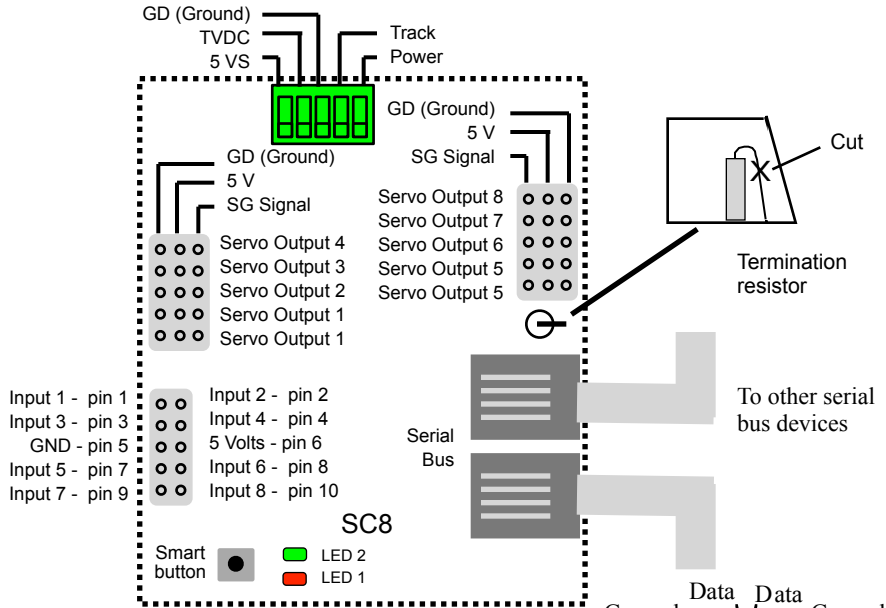 GD (Ground)
TVDC
5 VS
Track
Power
GD (Ground)
5 V
SG Signal
GD (Ground)
5 V
SG Signal
Cut
Termination
resistor
Servo Output 8
Servo Output 7
Servo Output 6
Servo Output 5
Servo Output 5
Servo Output 4
Servo Output 3
Servo Output 2
Servo Output 1
Servo Output 1
Input 1 - pin 1
Input 3 - pin 3
GND - pin 5
Input 5 - pin 7
Input 7 - pin 9
Input 2 - pin 2
Input 4 - pin 4
5 Volts - pin 6
Input 6 - pin 8
Input 8 - pin 10
Serial
Bus
To other serial
bus devices
SC8
Smart
button
LED 2
LED 1
Data Data